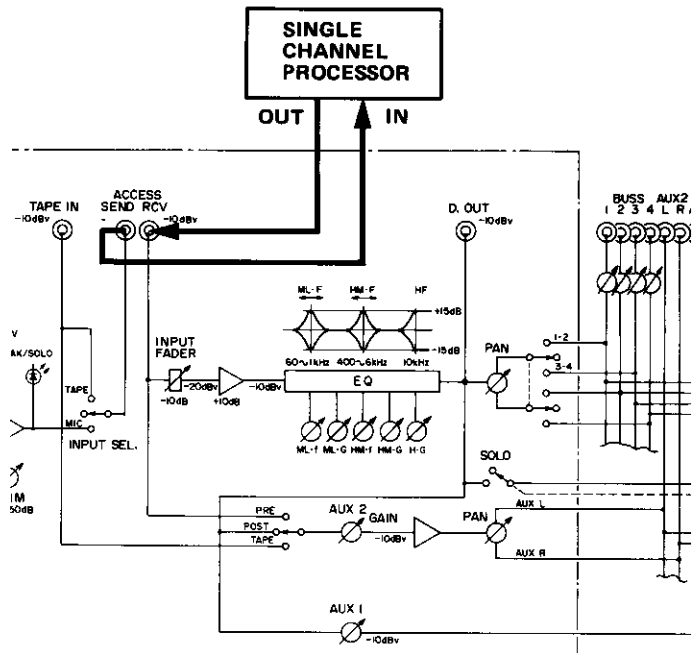 SINGLE
CHANNEL
PROCESSOR
OUT IN
TAPE IN
-10dBv
ACCESS
SEND RCV
-10dBv
D. OUT
-10dBv
BUSS AUX2
1 2 3 4 L R
ML-F HM-F HF
+15dB
-15dB
60~1kHz 400~6kHz 10kHz
INPUT
FADER
-10dB
-20dBv
+10dB
-10dBv
EQ
ML-f ML-G HM-f HM-G H-G
PAN
1-2
3-4
AK/SOLO
TAPE
MIC
INPUT SEL.
IM
SOLO
PRE
POST
TAPE
AUX 2
GAIN
-10dBv
PAN
AUX L
AUX R
AUX 1
-10dBv